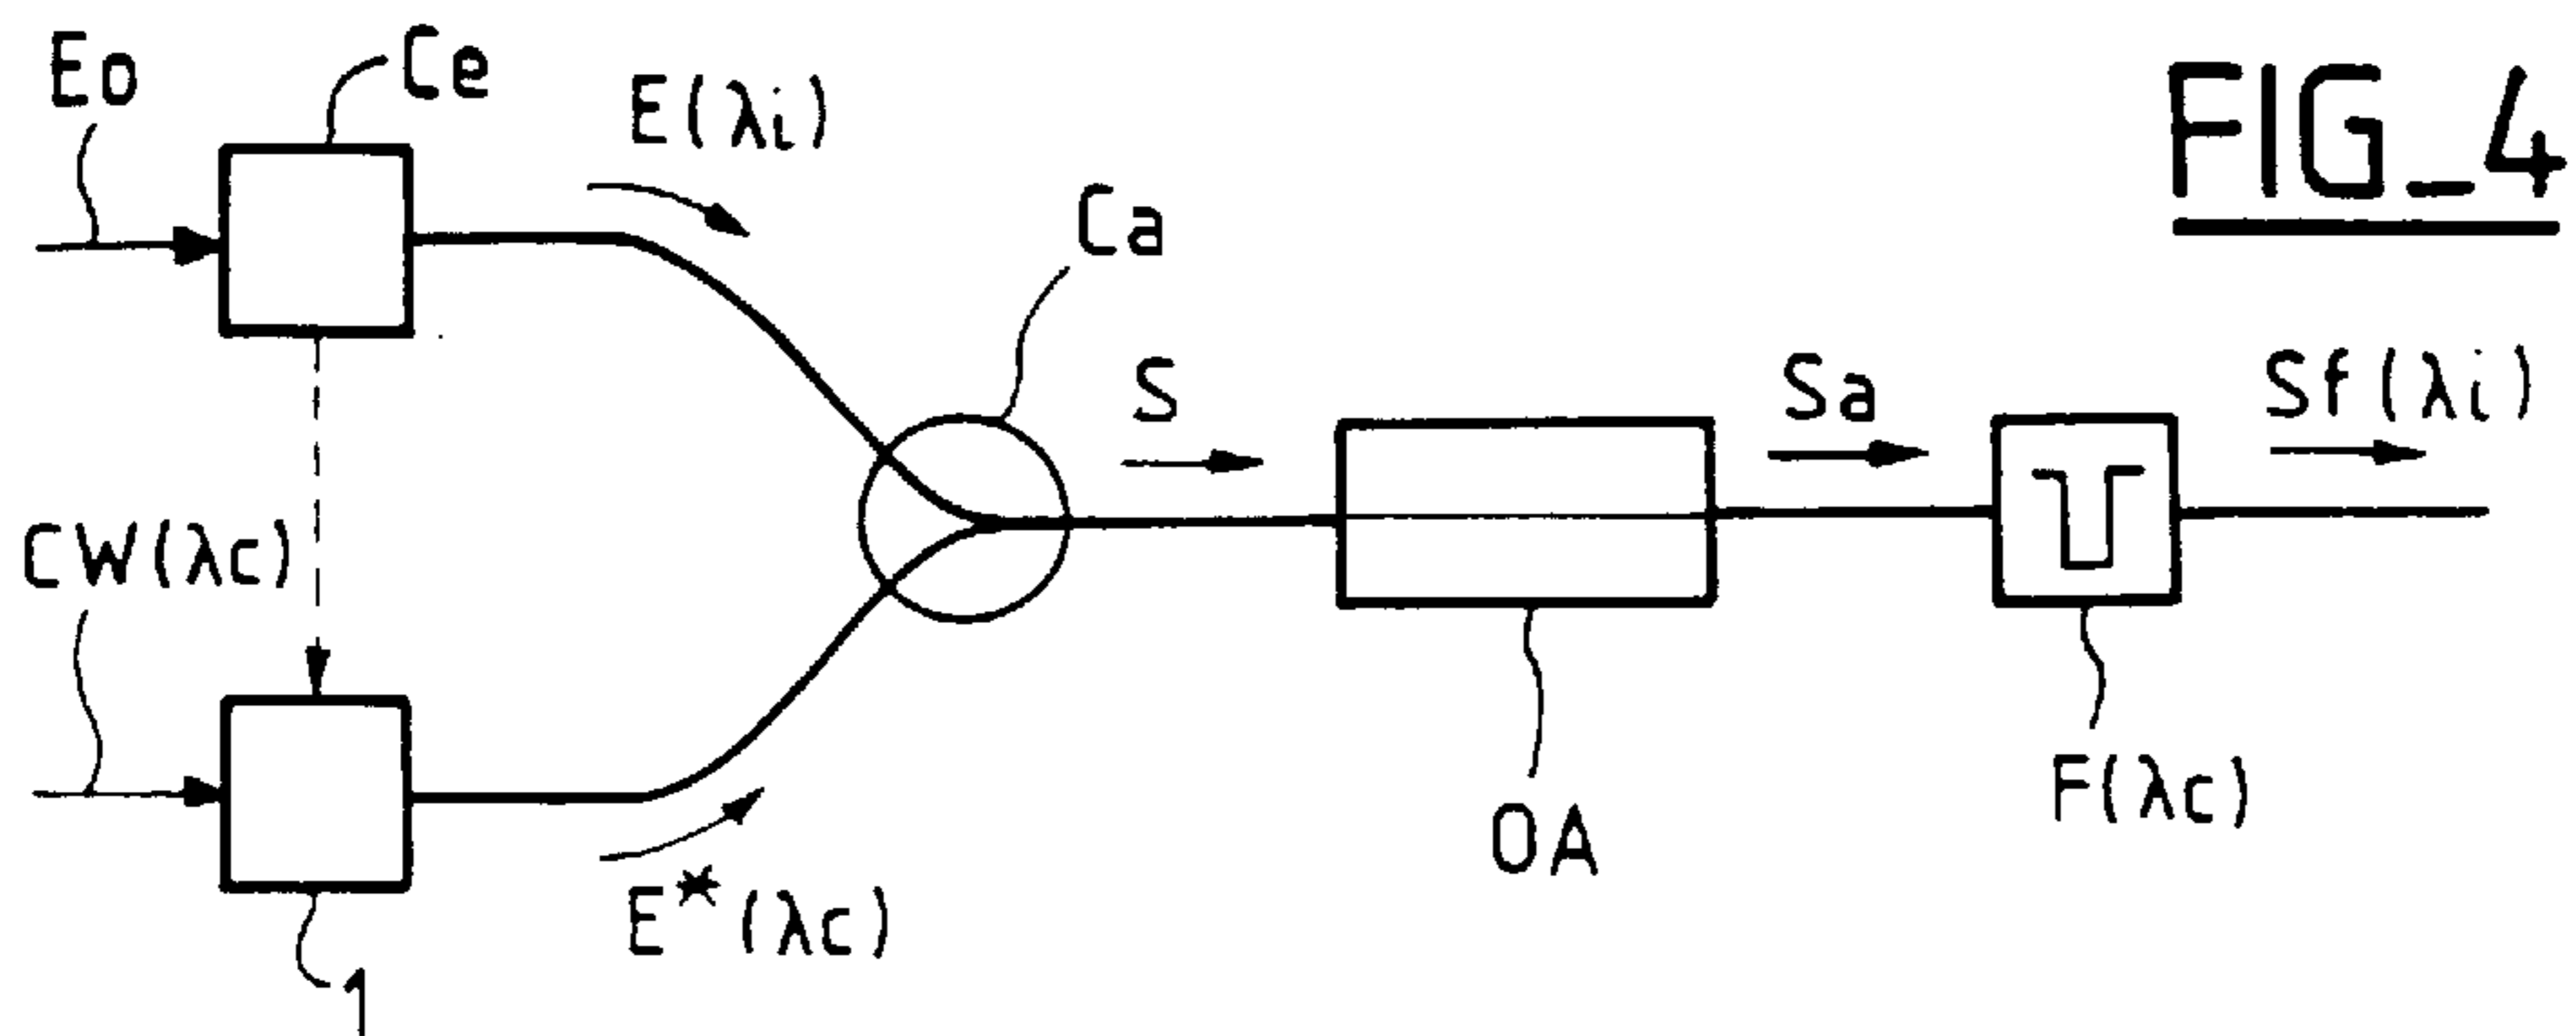 FIG_4
Eo
Ce
E(λi)
Ca
S
Sa
Sf(λi)
CW(λc)
F(λc)
OA
E*(λc)
1